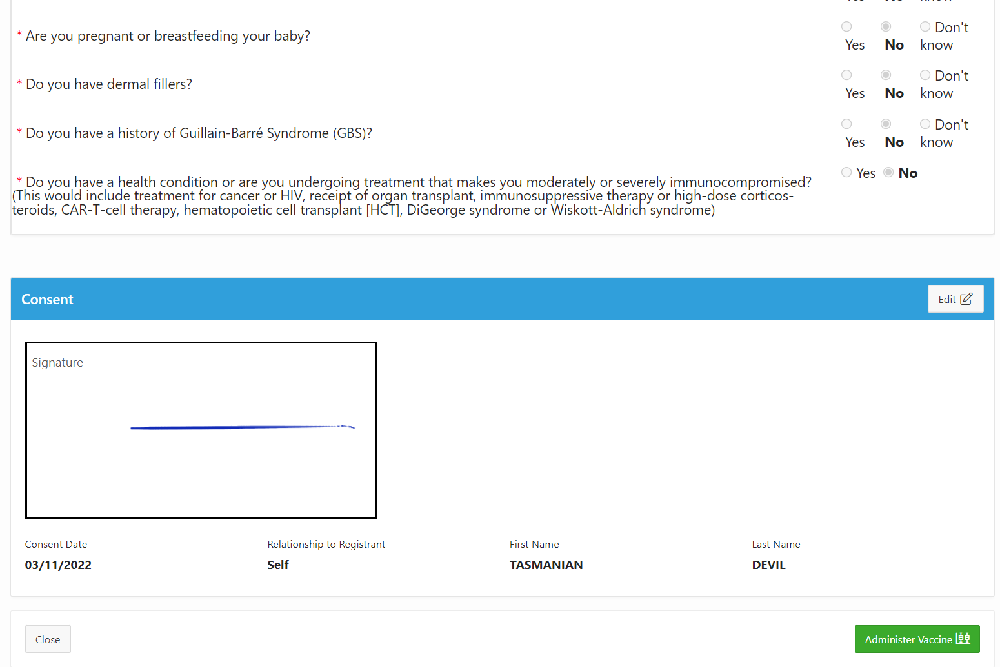 * Are you pregnant or breastfeeding your baby?
Yes No Don't know
* Do you have dermal fillers?
Yes No Don't know
* Do you have a history of Guillain-Barré Syndrome (GBS)?
Yes No Don't know
* Do you have a health condition or are you undergoing treatment that makes you moderately or severely immunocompromised?
Yes No
(This would include treatment for cancer or HIV, receipt of organ transplant, immunosuppressive therapy or high-dose corticos-
teroids, CAR-T-cell therapy, hematopoietic cell transplant [HCT], DiGeorge syndrome or Wiskott-Aldrich syndrome)
Consent
Edit
Signature
Consent Date
03/11/2022
Relationship to Registrant
Self
First Name
TASMANIAN
Last Name
DEVIL
Close
Administer Vaccine